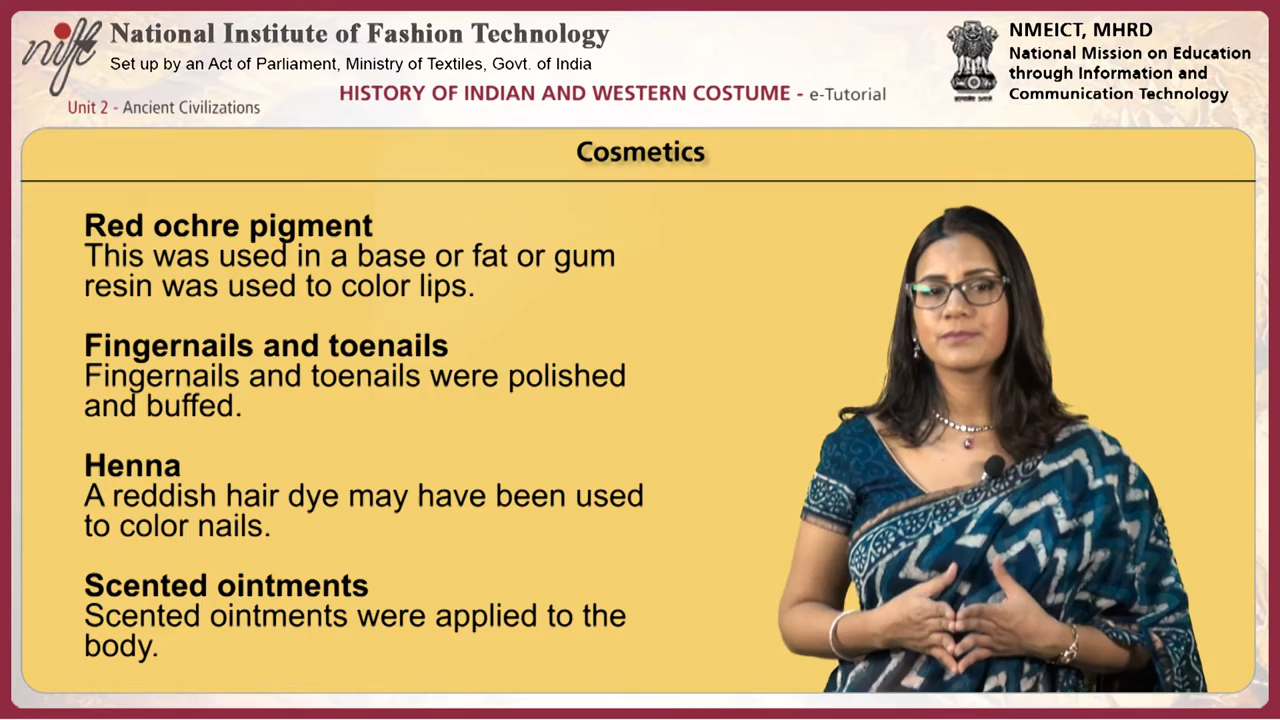 nift
National Institute of Fashion Technology
Set up by an Act of Parliament, Ministry of Textiles, Govt. of India
HISTORY OF INDIAN AND WESTERN COSTUME - e-Tutorial
Unit 2 - Ancient Civilizations
NMEICT, MHRD
National Mission on Education
through Information and
Communication Technology
Cosmetics
Red ochre pigment
This was used in a base or fat or gum
resin was used to color lips.
Fingernails and toenails
Fingernails and toenails were polished
and buffed.
Henna
A reddish hair dye may have been used
to color nails.
Scented ointments
Scented ointments were applied to the
body.